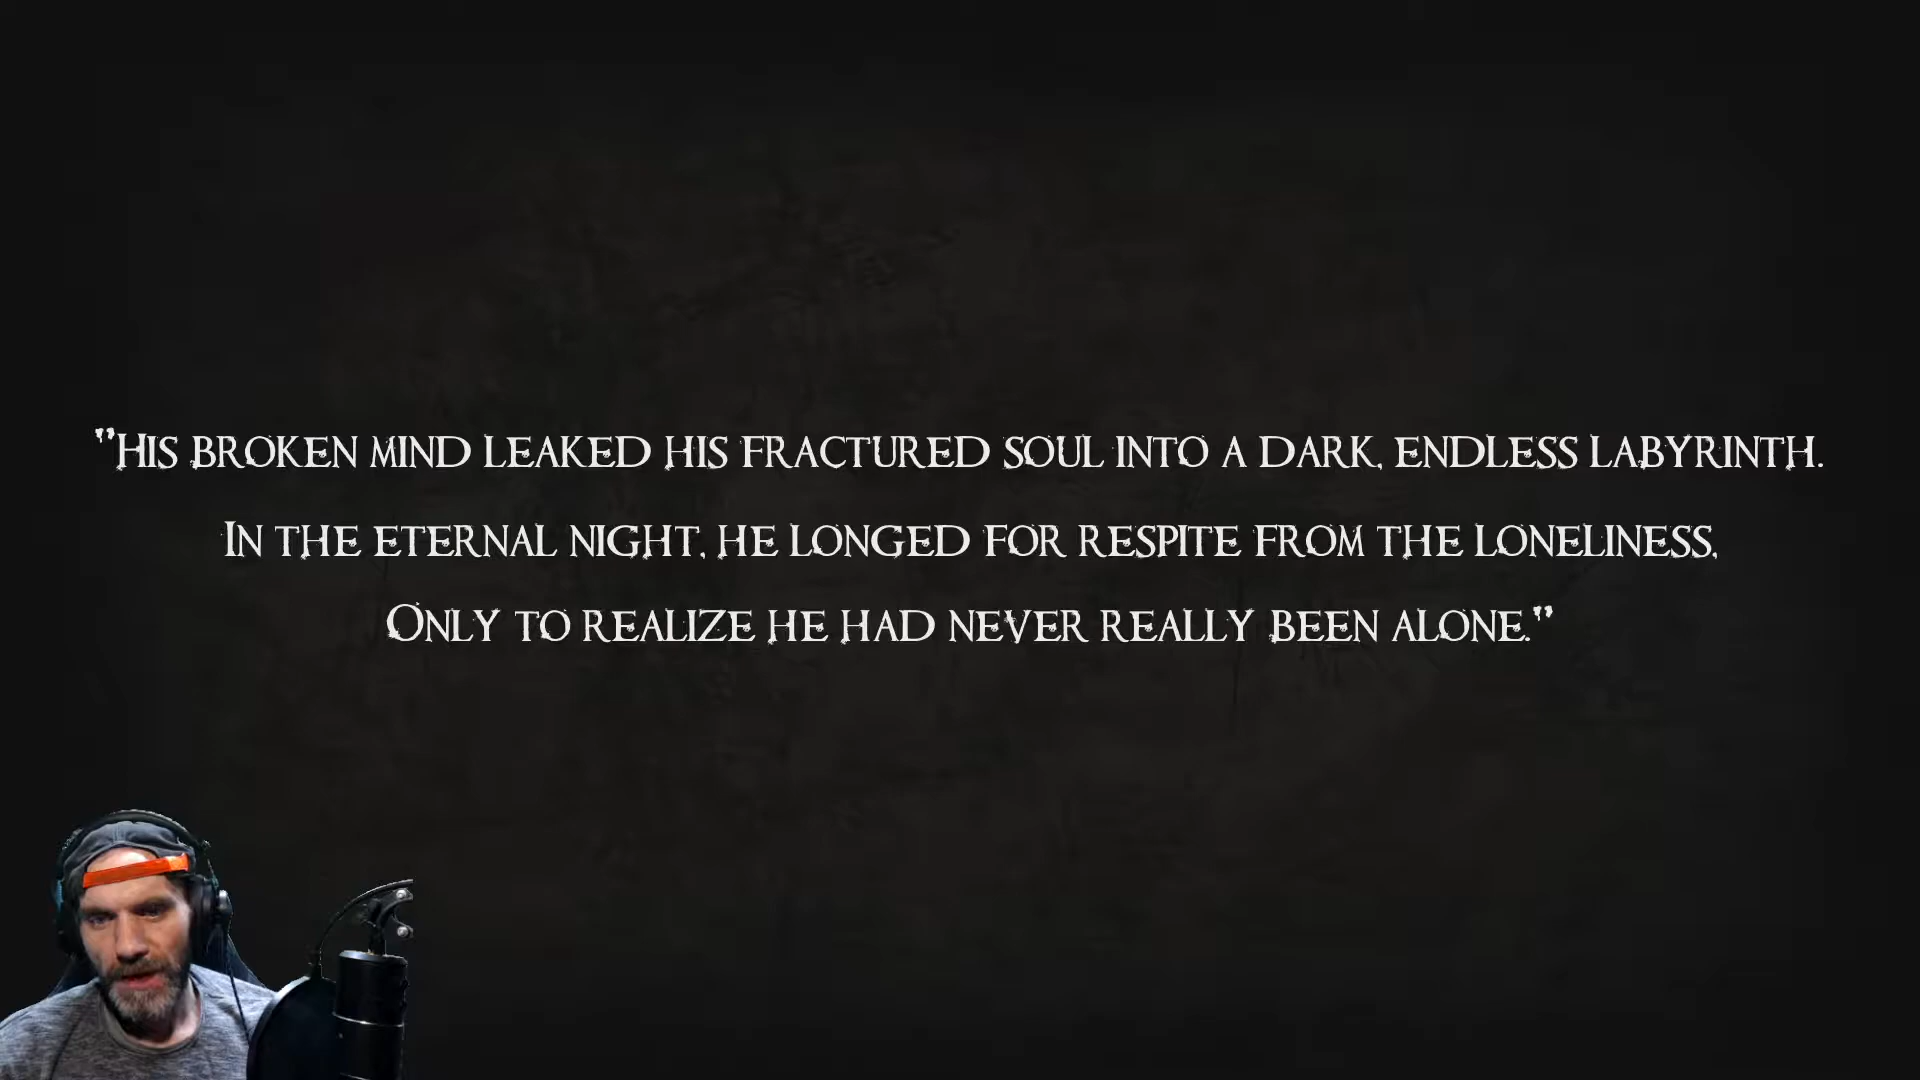 "His broken mind leaked his fractured soul into a dark, endless labyrinth.
In the eternal night, he longed for respite from the loneliness,
Only to realize he had never really been alone."